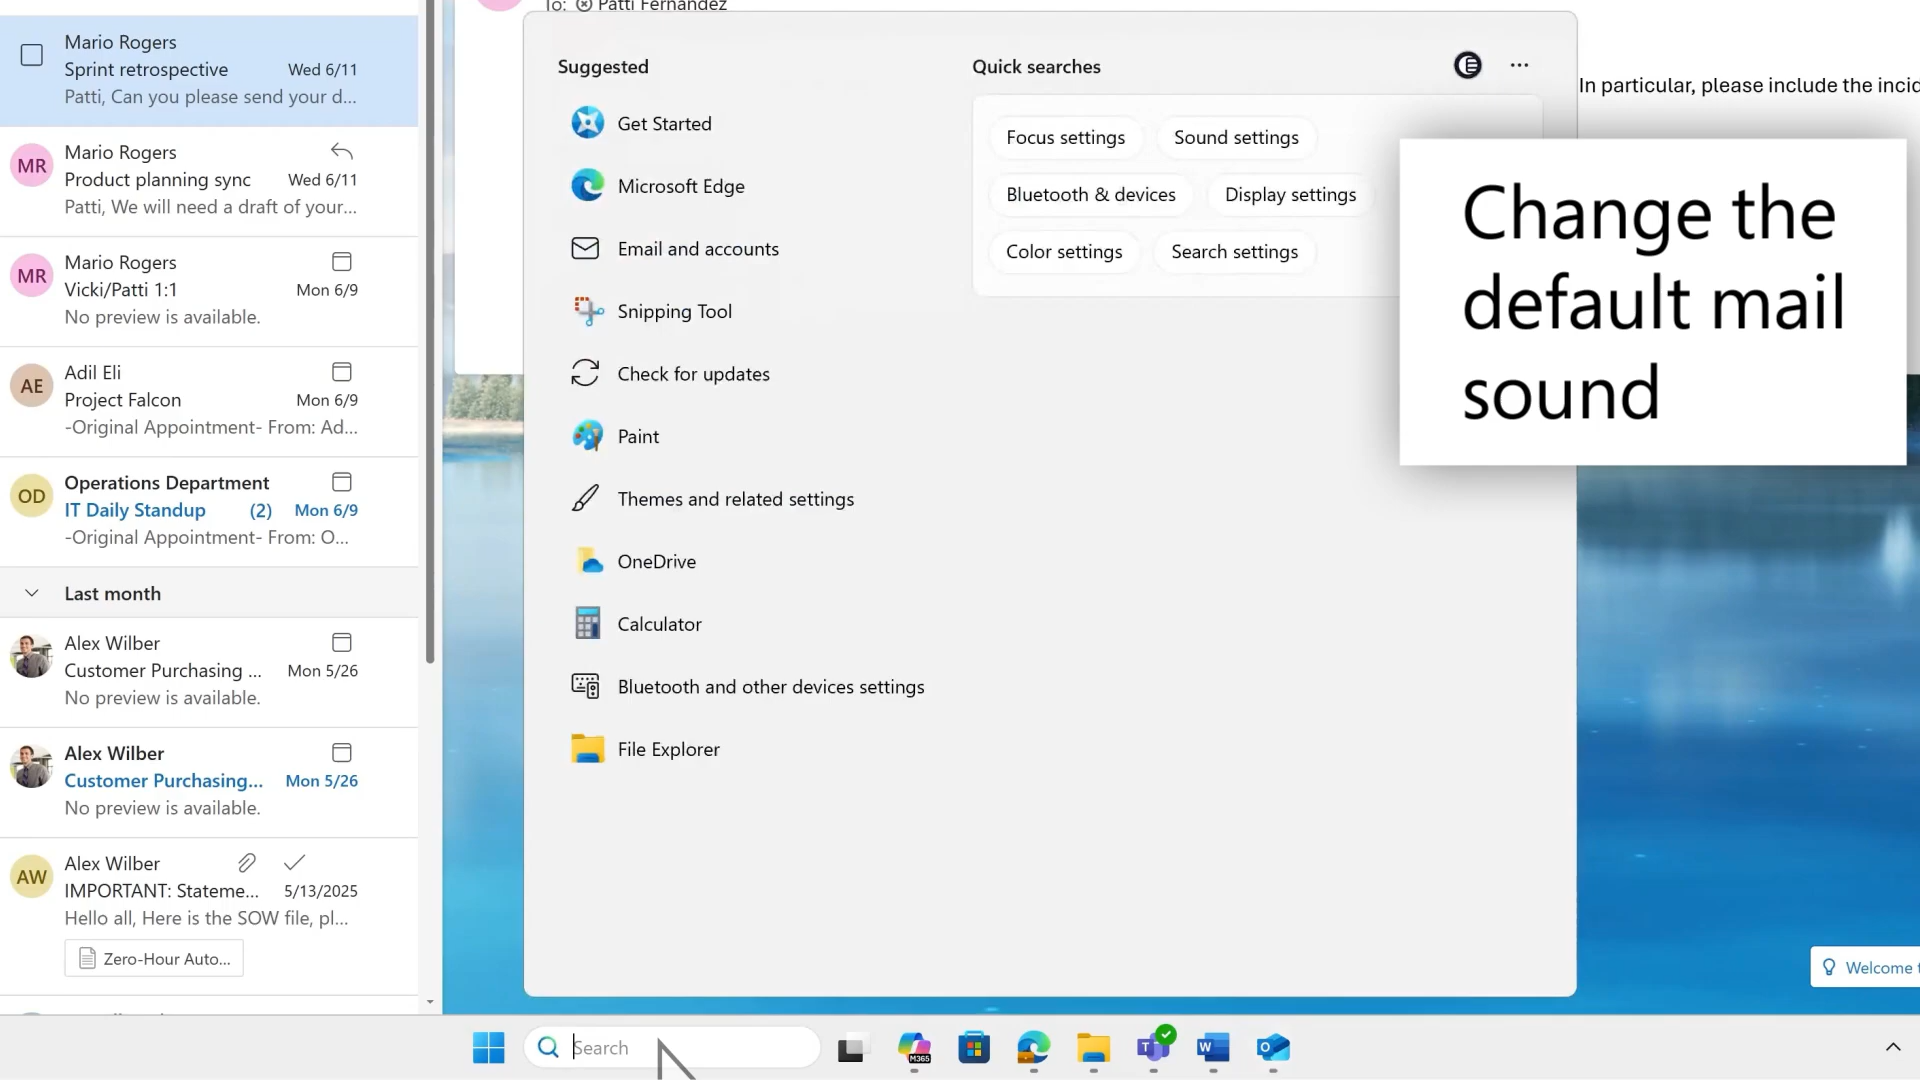 To: Patti Fernandez
Mario Rogers
Sprint retrospective Wed 6/11
Patti, Can you please send your d...
MR
Mario Rogers
Product planning sync Wed 6/11
Patti, We will need a draft of your...
MR
Mario Rogers
Vicki/Patti 1:1 Mon 6/9
No preview is available.
AE
Adil Eli
Project Falcon Mon 6/9
-Original Appointment- From: Ad...
OD
Operations Department
IT Daily Standup (2) Mon 6/9
-Original Appointment- From: O...
Last month
Alex Wilber
Customer Purchasing ... Mon 5/26
No preview is available.
Alex Wilber
Customer Purchasing... Mon 5/26
No preview is available.
AW
Alex Wilber
IMPORTANT: Stateme... 5/13/2025
Hello all, Here is the SOW file, pl...
Zero-Hour Auto...
Suggested
Get Started
Microsoft Edge
Email and accounts
Snipping Tool
Check for updates
Paint
Themes and related settings
OneDrive
Calculator
Bluetooth and other devices settings
File Explorer
Quick searches
Focus settings Sound settings
Bluetooth & devices Display settings
Color settings Search settings
In particular, please include the incid
Change the
default mail
sound
Welcome t
Search
M365
T
W
O